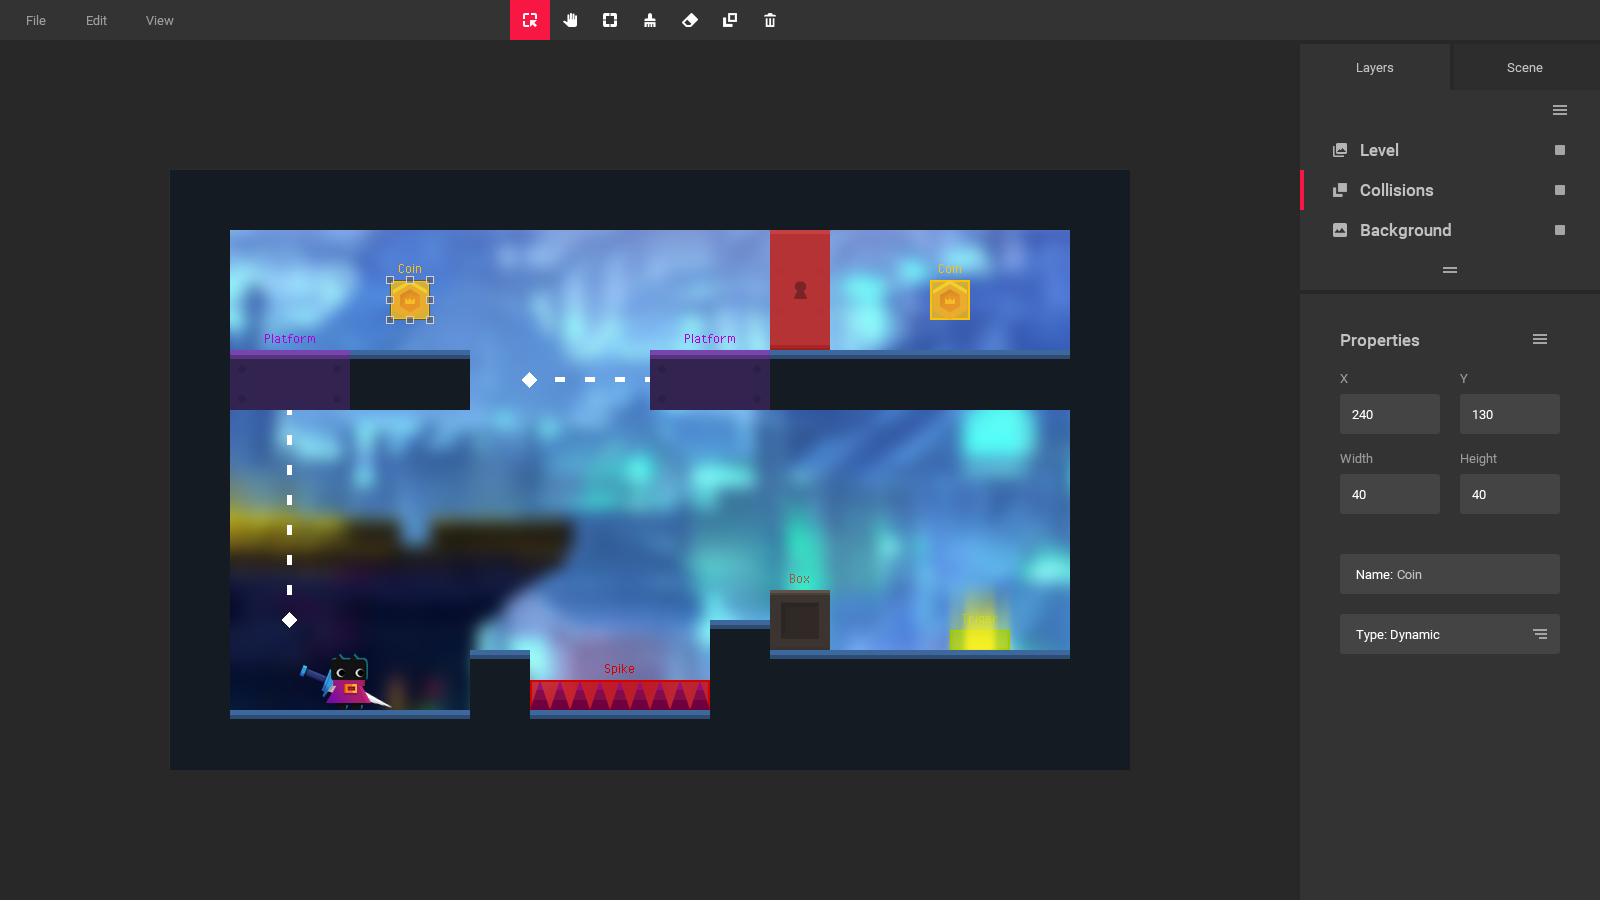 File Edit View
Layers Scene
Level
Collisions
Background
Coin
Coin
Platform
Platform
Box
Spike
Properties
X Y
240 130
Width Height
40 40
Name: Coin
Type: Dynamic